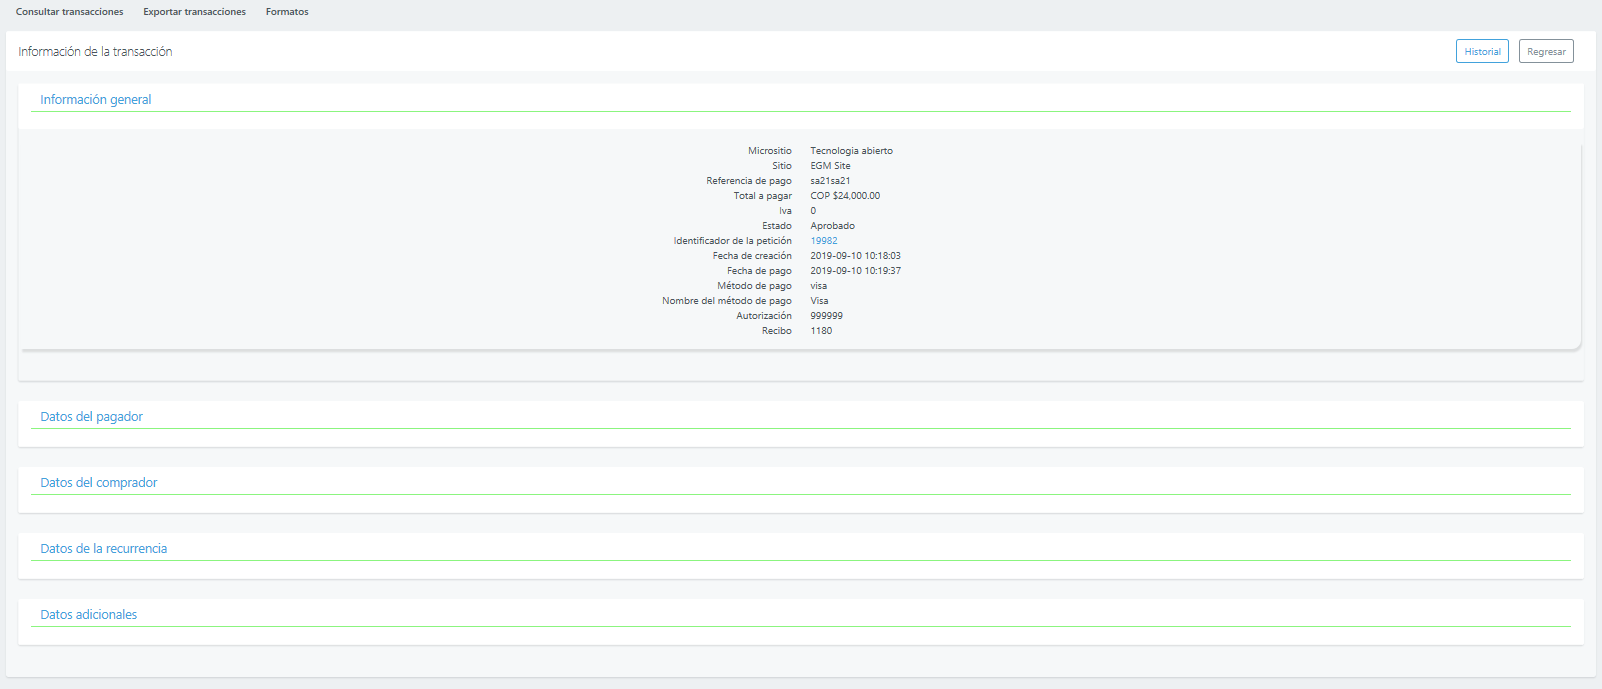 Consultar transacciones Exportar transacciones Formatos
Información de la transacción Historial Regresar
Información general
Micrositio Tecnologia abierto
Sitio EGM Site
Referencia de pago sa21sa21
Total a pagar COP $24,000.00
Iva 0
Estado Aprobado
Identificador de la petición 19982
Fecha de creación 2019-09-10 10:18:03
Fecha de pago 2019-09-10 10:19:37
Método de pago visa
Nombre del método de pago Visa
Autorización 999999
Recibo 1180
Datos del pagador
Datos del comprador
Datos de la recurrencia
Datos adicionales